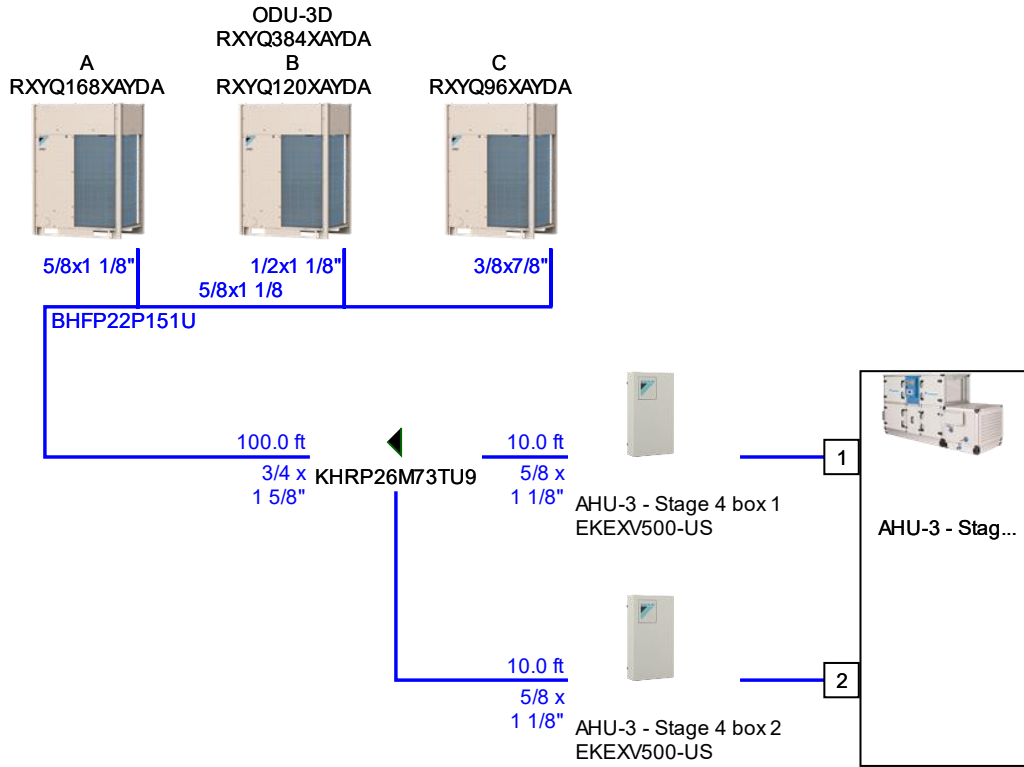 ODU-3D
RXYQ384XAYDA
A
RXYQ168XAYDA
B
RXYQ120XAYDA
C
RXYQ96XAYDA
5/8x1 1/8"
1/2x1 1/8"
3/8x7/8"
5/8x1 1/8
BHFP22P151U
100.0 ft
3/4 x
1 5/8"
KHRP26M73TU9
10.0 ft
5/8 x
1 1/8"
AHU-3 - Stage 4 box 1
EKEXV500-US
1
AHU-3 - Stag...
10.0 ft
5/8 x
1 1/8"
AHU-3 - Stage 4 box 2
EKEXV500-US
2